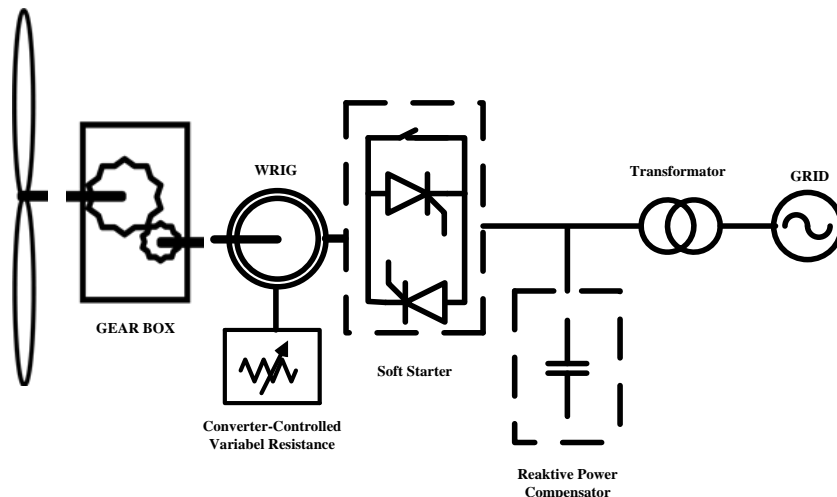 WRIG
Transformator
GRID
GEAR BOX
Soft Starter
Converter-Controlled
Variabel Resistance
Reaktive Power
Compensator